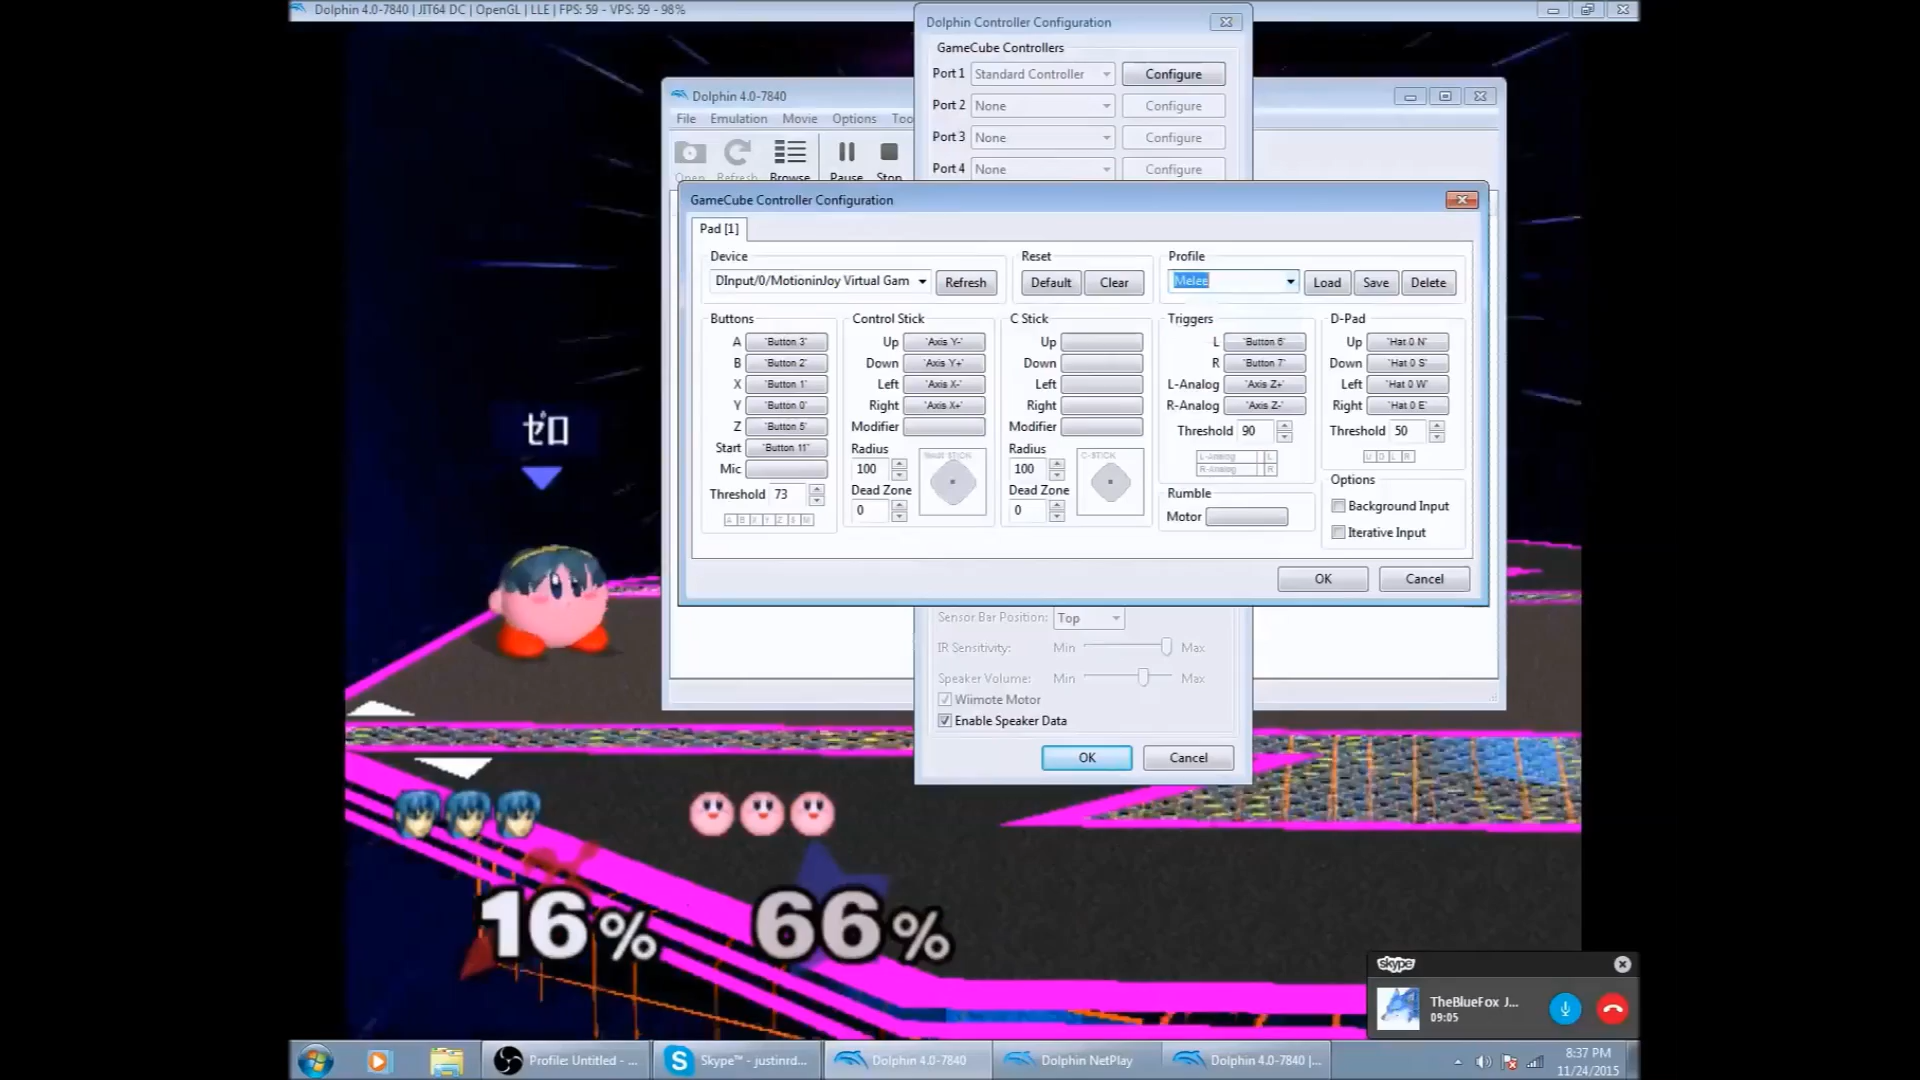 Dolphin 4.0-7840 | JIT64 DC | OpenGL | LLE | FPS: 59 - VPS: 59 - 98%
Dolphin Controller Configuration
GameCube Controllers
Port 1 Standard Controller Configure
Port 2 None Configure
Port 3 None Configure
Port 4 None Configure
Dolphin 4.0-7840
File Emulation Movie Options Too
Open Refresh Browse Pause Stop
GameCube Controller Configuration
Pad [1]
Device
DInput/0/MotioninJoy Virtual Gam Refresh
Reset
Default Clear
Profile
Melee Load Save Delete
Buttons
A `Button 3`
B `Button 2`
X `Button 1`
Y `Button 0`
Z `Button 5`
Start `Button 11`
Mic
Threshold 73
A B X Y Z S M
Control Stick
Up `Axis Y-`
Down `Axis Y+`
Left `Axis X-`
Right `Axis X+`
Modifier
Radius
100
Dead Zone
0
C Stick
Up
Down
Left
Right
Modifier
Radius
100
C-STICK
Dead Zone
0
Triggers
L `Button 6`
R `Button 7`
L-Analog `Axis Z+`
R-Analog `Axis Z-`
Threshold 90
L-Analog L
R-Analog R
Rumble
Motor
D-Pad
Up `Hat 0 N`
Down `Hat 0 S`
Left `Hat 0 W`
Right `Hat 0 E`
Threshold 50
U D L R
Options
Background Input
Iterative Input
OK Cancel
Sensor Bar Position: Top
IR Sensitivity: Min Max
Speaker Volume: Min Max
Wiimote Motor
Enable Speaker Data
OK Cancel
ゼロ
16% 66%
skype
TheBlueFox J...
09:05
Profile: Untitled - ...
Skype™ - justinrd...
Dolphin 4.0-7840
Dolphin NetPlay
Dolphin 4.0-7840 |...
8:37 PM
11/24/2015